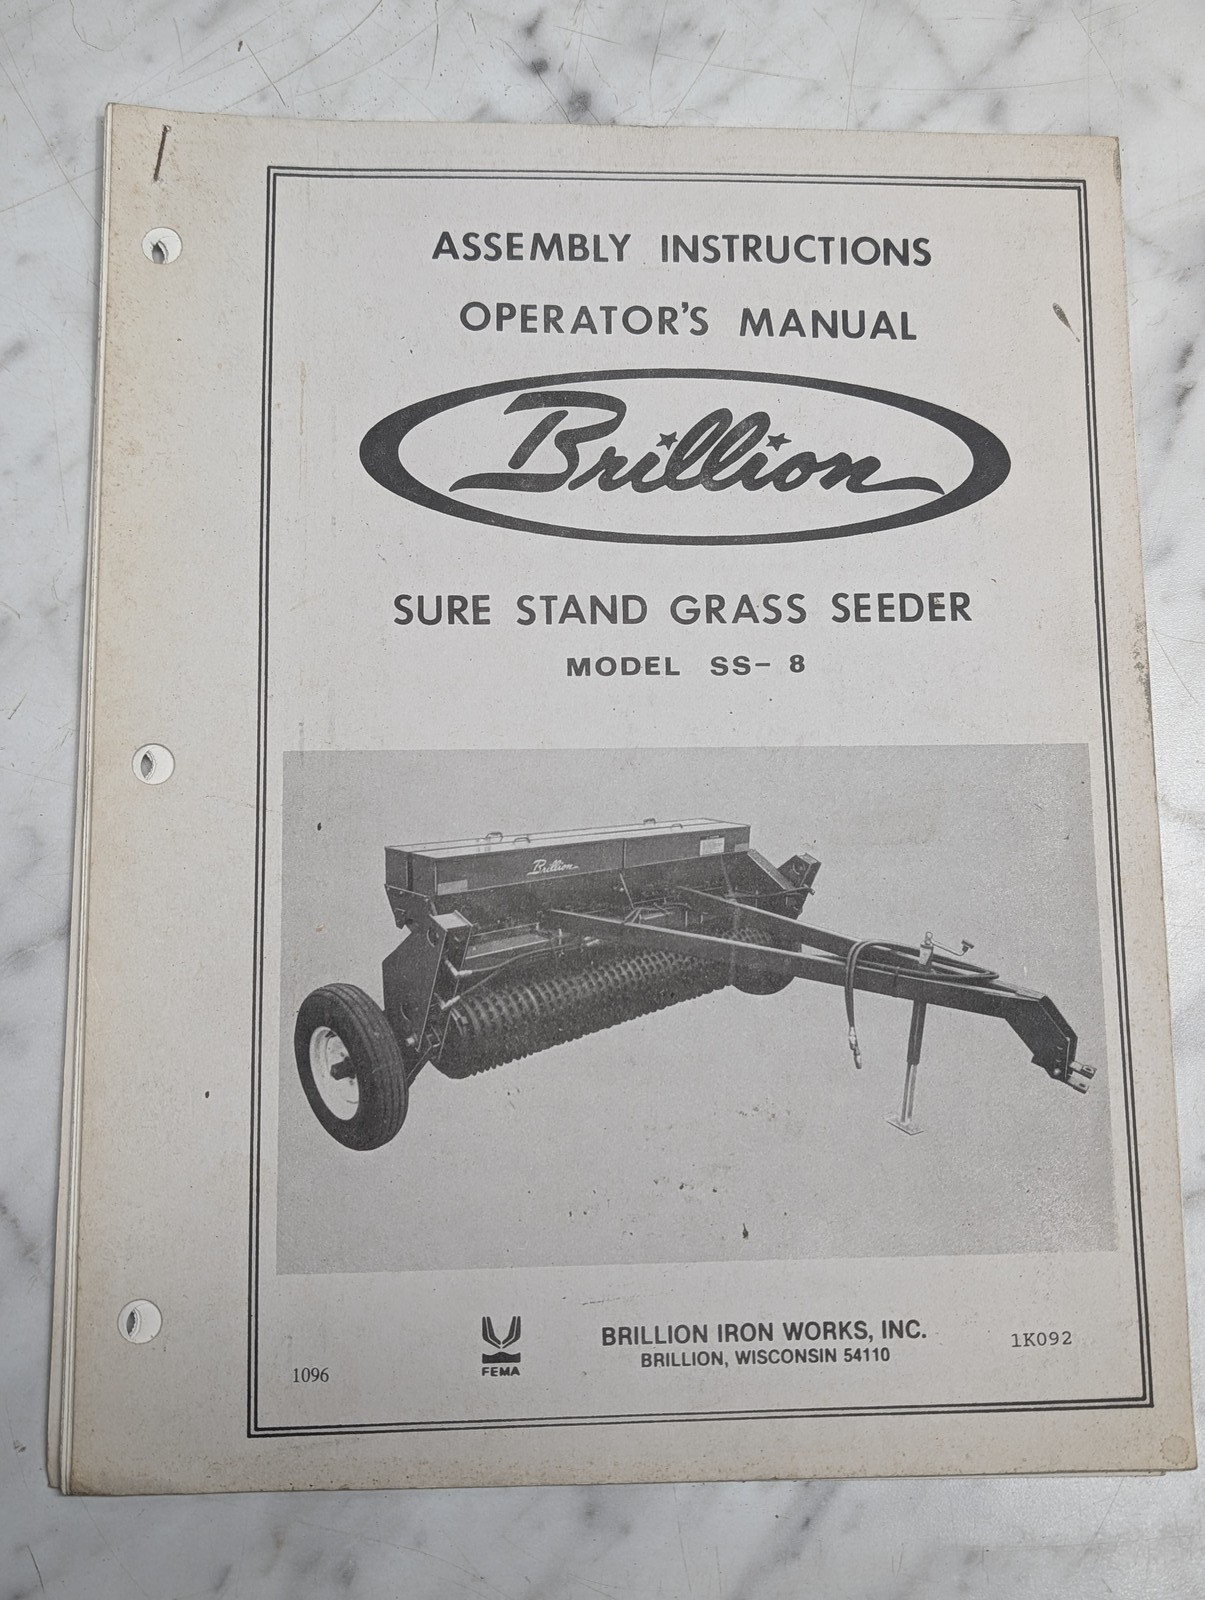 ASSEMBLY INSTRUCTIONS
OPERATOR'S MANUAL
Brillion
SURE STAND GRASS SEEDER
MODEL SS- 8
Brillion
FEMA
BRILLION IRON WORKS, INC.
BRILLION, WISCONSIN 54110
1K092
1096